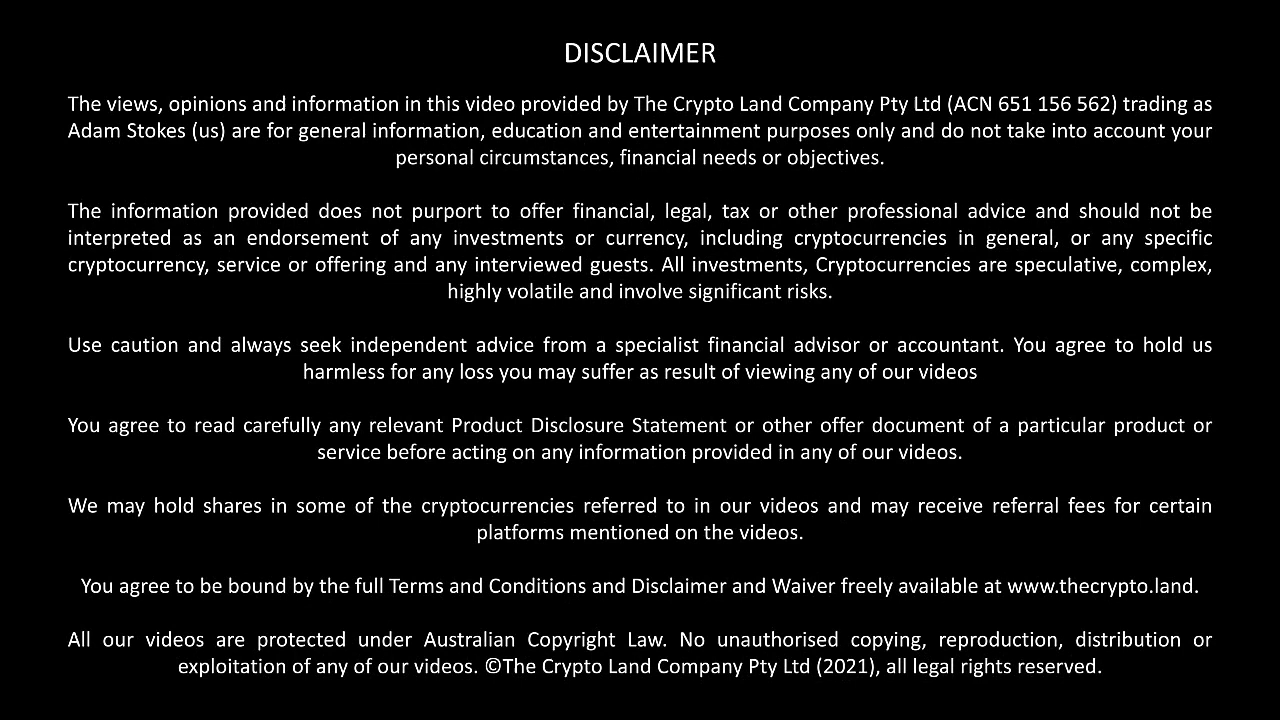 DISCLAIMER
The views, opinions and information in this video provided by The Crypto Land Company Pty Ltd (ACN 651 156 562) trading as
Adam Stokes (us) are for general information, education and entertainment purposes only and do not take into account your
personal circumstances, financial needs or objectives.
The information provided does not purport to offer financial, legal, tax or other professional advice and should not be
interpreted as an endorsement of any investments or currency, including cryptocurrencies in general, or any specific
cryptocurrency, service or offering and any interviewed guests. All investments, Cryptocurrencies are speculative, complex,
highly volatile and involve significant risks.
Use caution and always seek independent advice from a specialist financial advisor or accountant. You agree to hold us
harmless for any loss you may suffer as result of viewing any of our videos
You agree to read carefully any relevant Product Disclosure Statement or other offer document of a particular product or
service before acting on any information provided in any of our videos.
We may hold shares in some of the cryptocurrencies referred to in our videos and may receive referral fees for certain
platforms mentioned on the videos.
You agree to be bound by the full Terms and Conditions and Disclaimer and Waiver freely available at www.thecrypto.land.
All our videos are protected under Australian Copyright Law. No unauthorised copying, reproduction, distribution or
exploitation of any of our videos. ©The Crypto Land Company Pty Ltd (2021), all legal rights reserved.